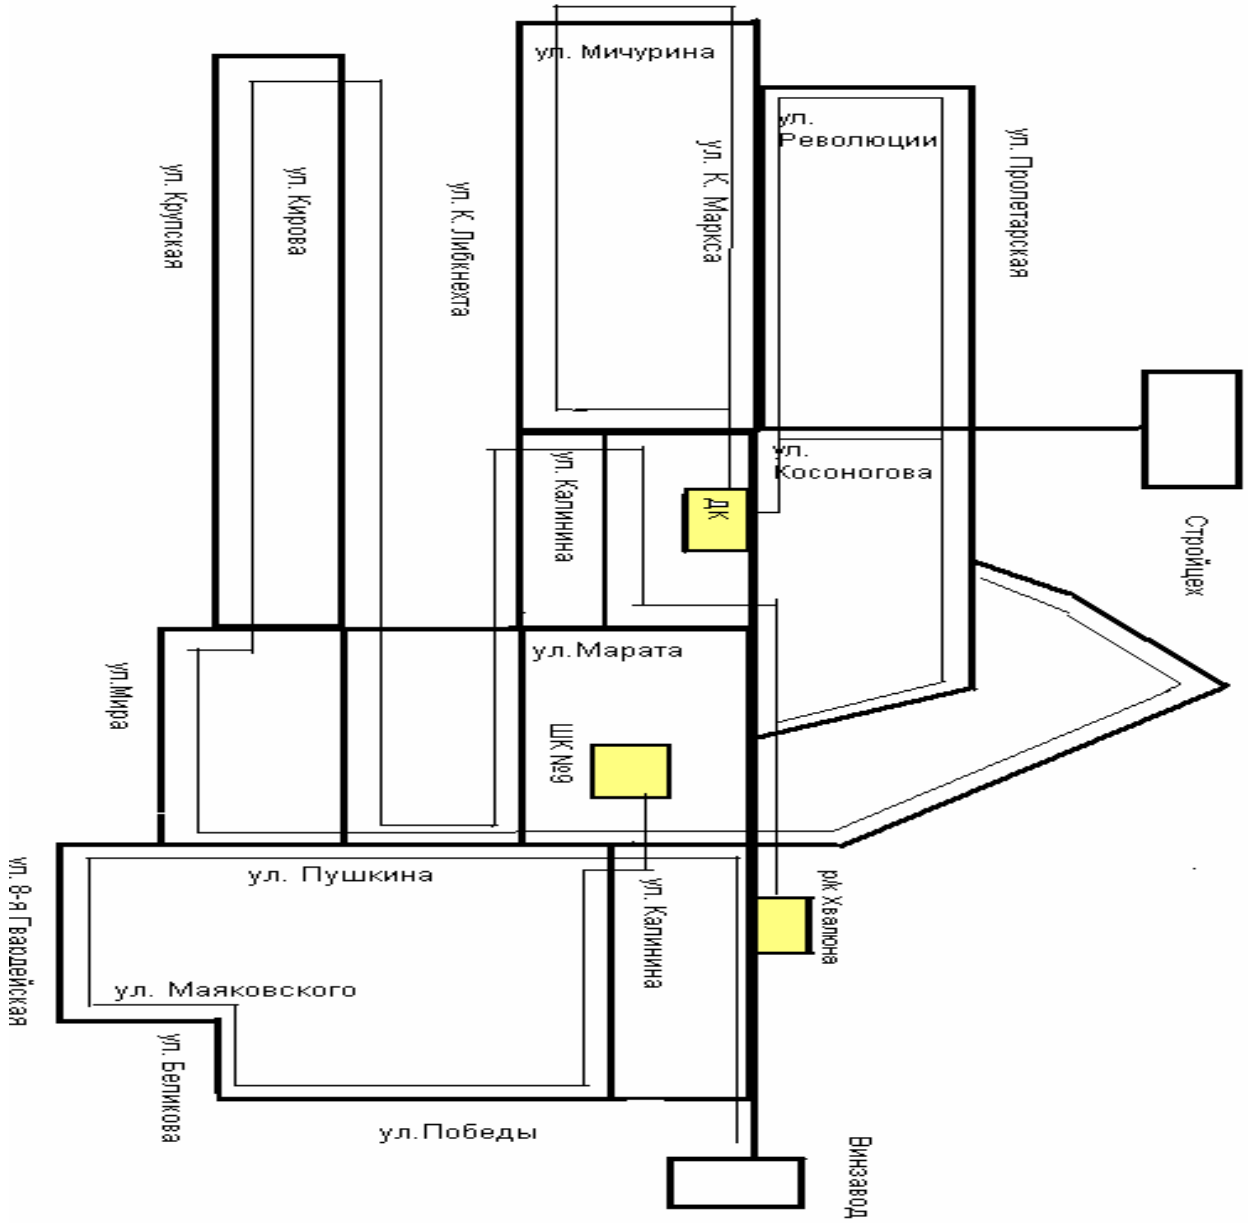 ул. Мичурина
ул.
Революции
ул. Пролетарская
ул. К. Маркса
ул. Крупская
ул. Кирова
ул. К. Либкнехта
ул.
Косоногова
ул. Калинина
ДК
Стройцех
ул.Марата
ул.Мира
ШК №9
ул. Пушкина
ул. Калинина
р/к Хвалюна
ул. 8-я Гвардейская
ул. Маяковского
ул. Беликова
ул.Победы
Винзавод